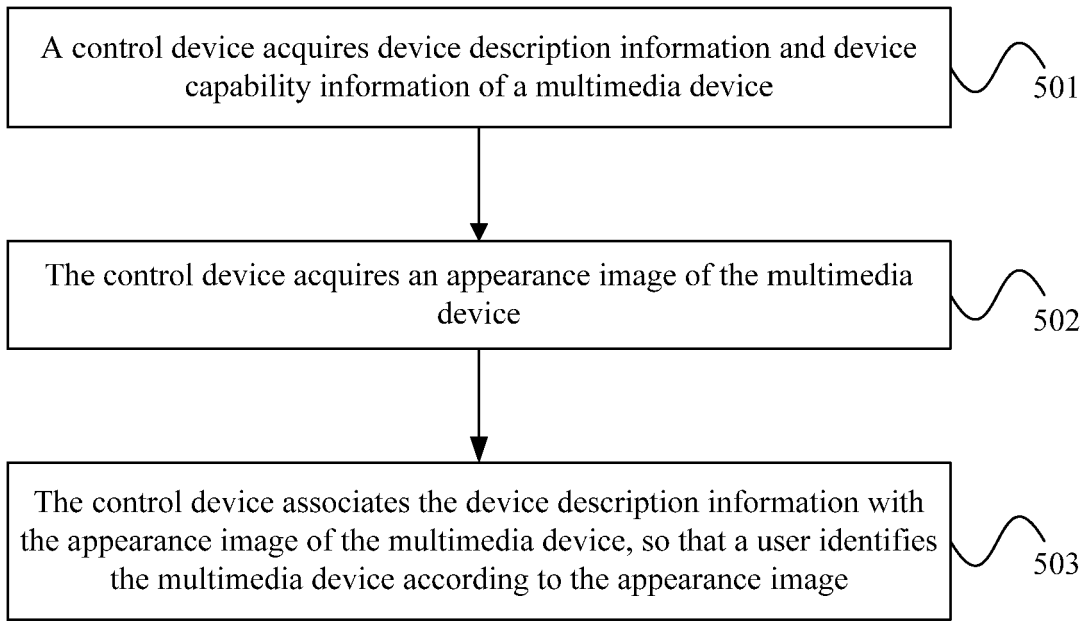 A control device acquires device description information and device
capability information of a multimedia device
501
The control device acquires an appearance image of the multimedia
device
502
The control device associates the device description information with
the appearance image of the multimedia device, so that a user identifies
the multimedia device according to the appearance image
503